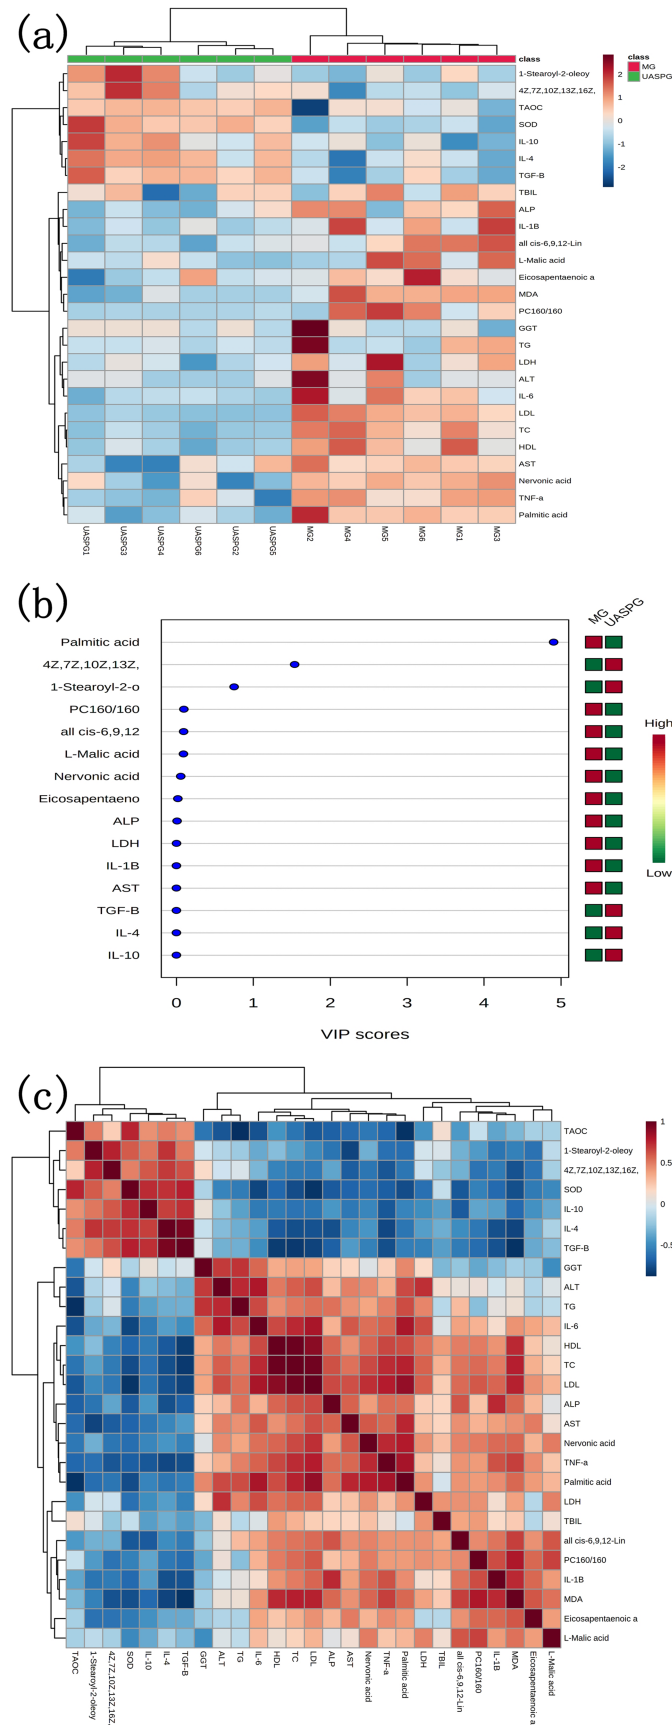 (a)
class
1-Stearoyl-2-oleoy
4Z,7Z,10Z,13Z,16Z,
TAOC
SOD
IL-10
IL-4
TGF-B
TBIL
ALP
IL-1B
all cis-6,9,12-Lin
L-Malic acid
Eicosapentaenoic a
MDA
PC160/160
GGT
TG
LDH
ALT
IL-6
LDL
TC
HDL
AST
Nervonic acid
TNF-a
Palmitic acid
UASPG1 UASPG3 UASPG4 UASPG6 UASPG2 UASPG5 MG2 MG4 MG5 MG6 MG1 MG3
2
1
0
-1
-2
class
MG
UASPG
(b)
MG UASPG
Palmitic acid
4Z,7Z,10Z,13Z,
1-Stearoyl-2-o
PC160/160
all cis-6,9,12
L-Malic acid
Nervonic acid
Eicosapentaeno
ALP
LDH
IL-1B
AST
TGF-B
IL-4
IL-10
0 1 2 3 4 5
VIP scores
High
Low
(c)
TAOC
1-Stearoyl-2-oleoy
4Z,7Z,10Z,13Z,16Z,
SOD
IL-10
IL-4
TGF-B
GGT
ALT
TG
IL-6
HDL
TC
LDL
ALP
AST
Nervonic acid
TNF-a
Palmitic acid
LDH
TBIL
all cis-6,9,12-Lin
PC160/160
IL-1B
MDA
Eicosapentaenoic a
L-Malic acid
TAOC 1-Stearoyl-2-oleoy 4Z,7Z,10Z,13Z,16Z, SOD IL-10 IL-4 TGF-B GGT ALT TG IL-6 HDL TC LDL ALP AST Nervonic acid TNF-a Palmitic acid LDH TBIL all cis-6,9,12-Lin PC160/160 IL-1B MDA Eicosapentaenoic a L-Malic acid
1
0.5
0
-0.5